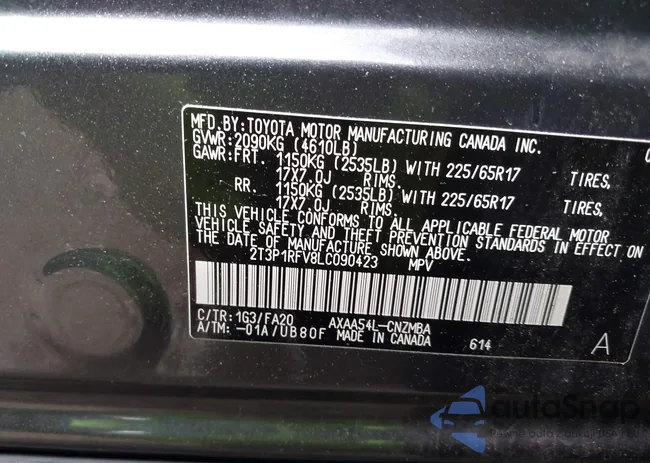 MFD.BY:TOYOTA MOTOR MANUFACTURING CANADA INC.
GVWR:2090KG (4610LB)
GAWR:FRT. 1150KG (2535LB) WITH 225/65R17 TIRES,
17X7.0J RIMS.
RR. 1150KG (2535LB) WITH 225/65R17 TIRES,
17X7.0J RIMS.
THIS VEHICLE CONFORMS TO ALL APPLICABLE FEDERAL MOTOR
VEHICLE SAFETY AND THEFT PREVENTION STANDARDS IN EFFECT ON
THE DATE OF MANUFACTURE SHOWN ABOVE.
2T3P1RFV8LC090423 MPV
C/TR:1G3/FA20 AXAA54L-CNZMBA
A/TM:-01A/UB80F MADE IN CANADA 614 A
autoSnap